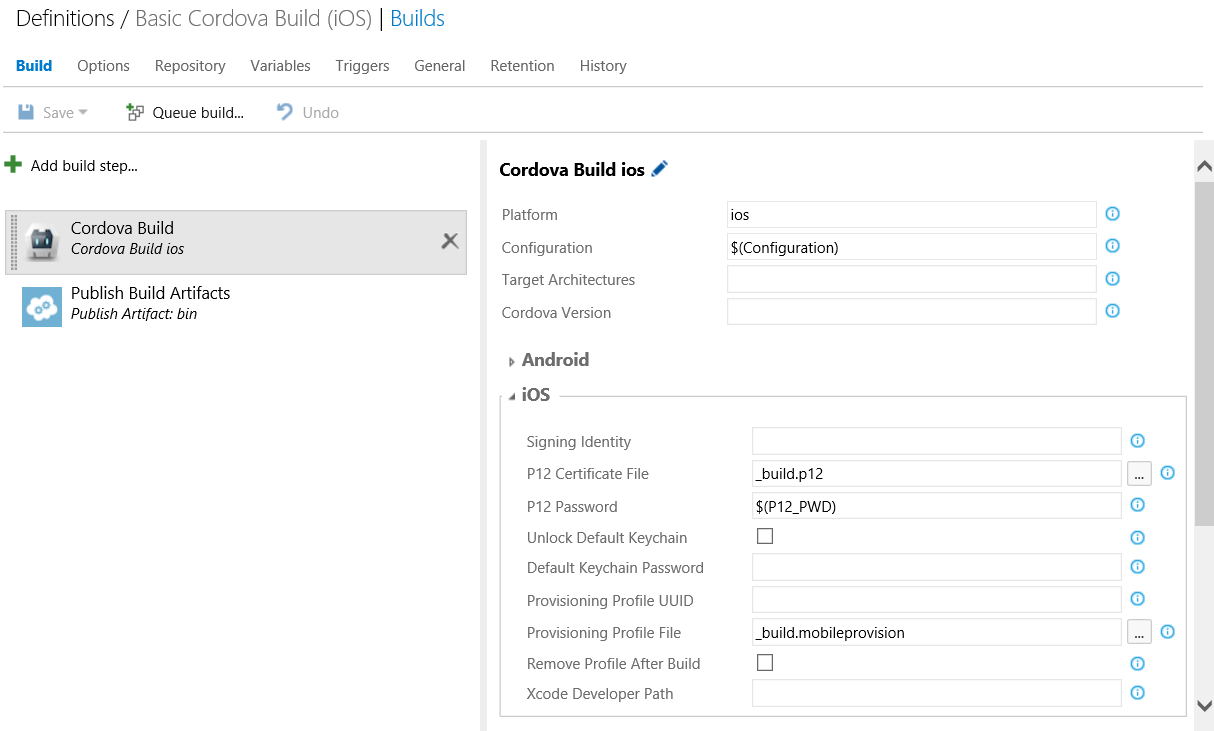 Definitions / Basic Cordova Build (iOS) | Builds
Build Options Repository Variables Triggers General Retention History
Save Queue build... Undo
Add build step...
Cordova Build
Cordova Build ios
Publish Build Artifacts
Publish Artifact: bin
Cordova Build ios
Platform ios
Configuration $(Configuration)
Target Architectures
Cordova Version
Android
iOS
Signing Identity
P12 Certificate File _build.p12 ...
P12 Password $(P12_PWD)
Unlock Default Keychain
Default Keychain Password
Provisioning Profile UUID
Provisioning Profile File _build.mobileprovision ...
Remove Profile After Build
Xcode Developer Path